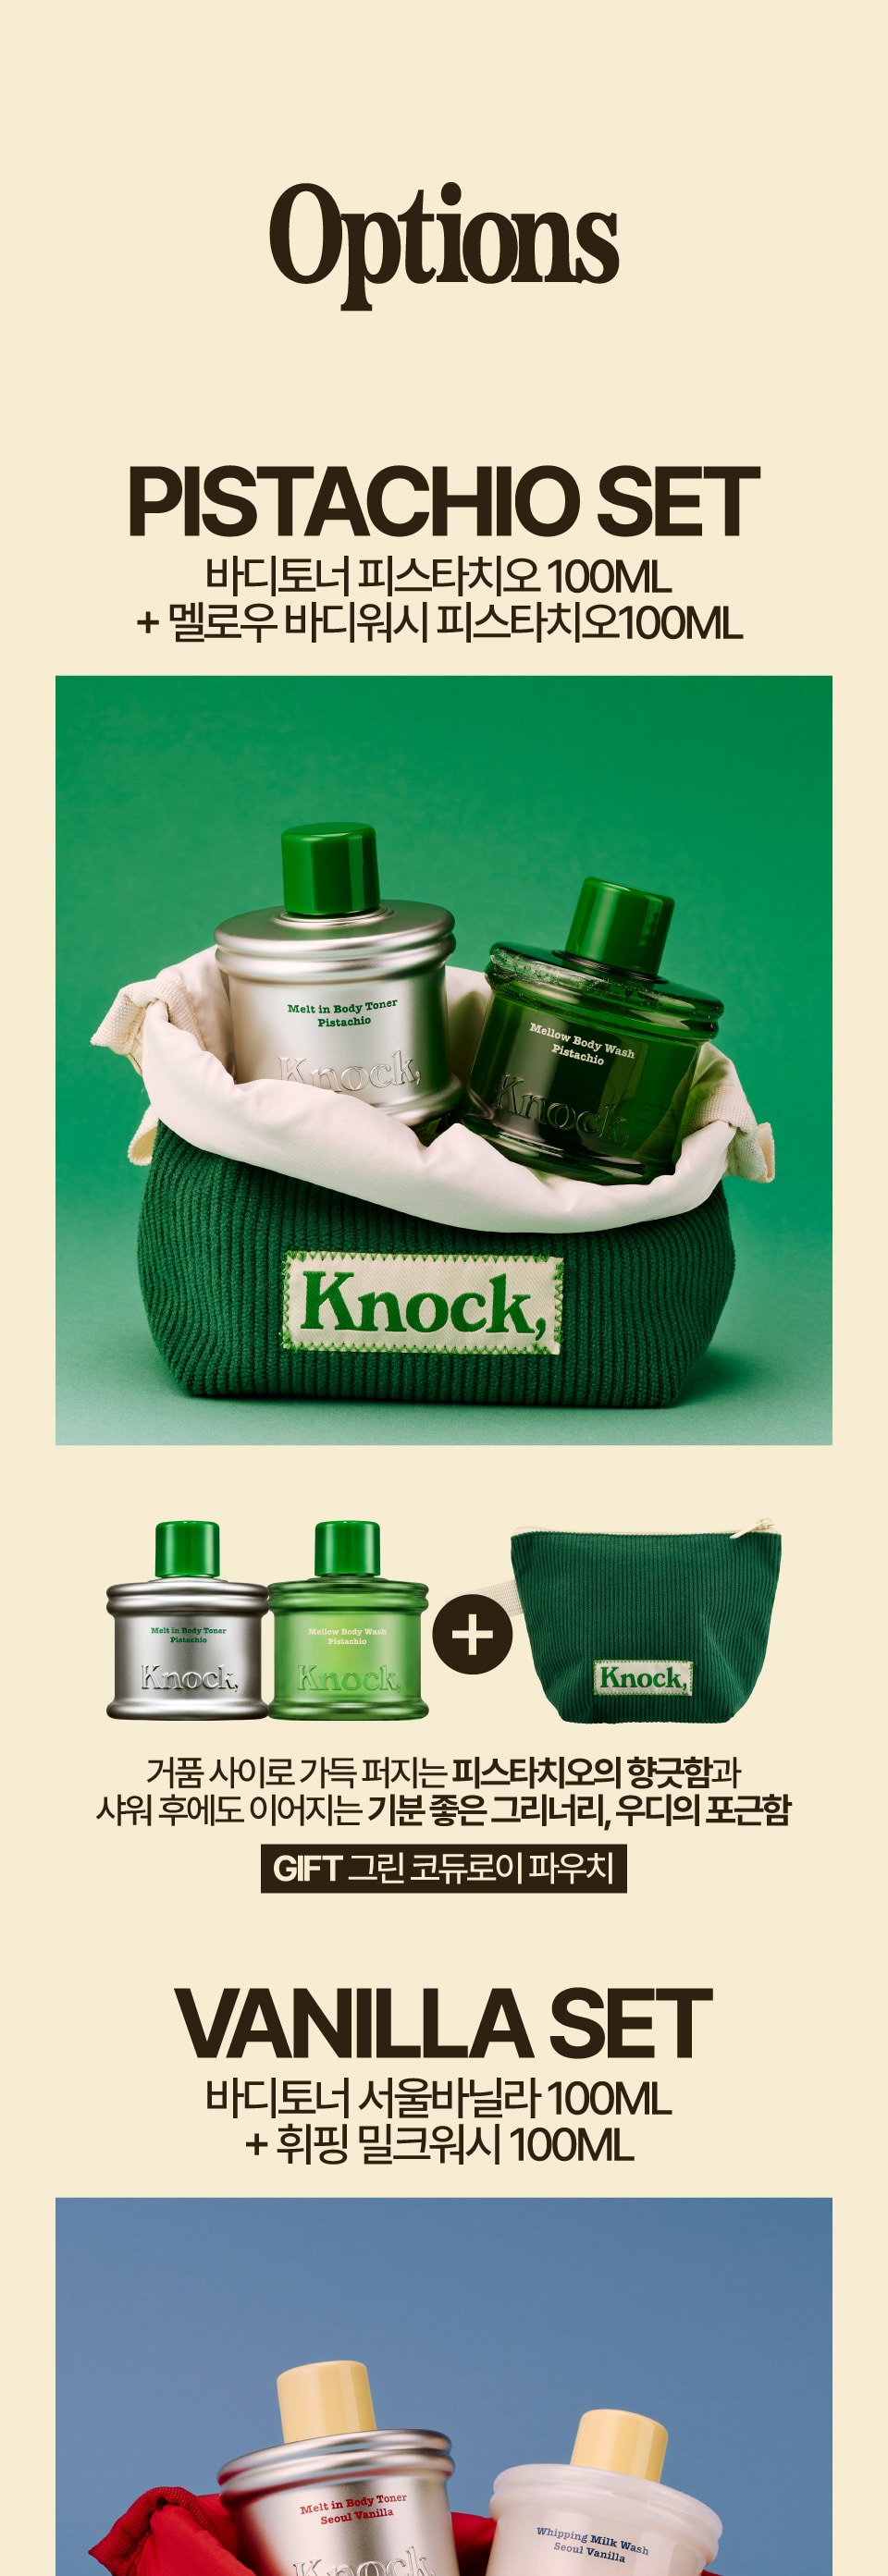 Options
PISTACHIO SET
바디토너 피스타치오 100ML
+ 멜로우 바디워시 피스타치오100ML
Melt in Body Toner
Pistachio
Knock,
Mellow Body Wash
Pistachio
Knock,
Knock,
Melt in Body Toner
Pistachio
Knock,
Mellow Body Wash
Pistachio
Knock,
+
Knock,
거품 사이로 가득 퍼지는 피스타치오의 향긋함과
샤워 후에도 이어지는 기분 좋은 그리너리, 우디의 포근함
GIFT 그린 코듀로이 파우치
VANILLA SET
바디토너 서울바닐라 100ML
+ 휘핑 밀크워시 100ML
Melt in Body Toner
Seoul Vanilla
Knock,
Whipping Milk Wash
Seoul Vanilla